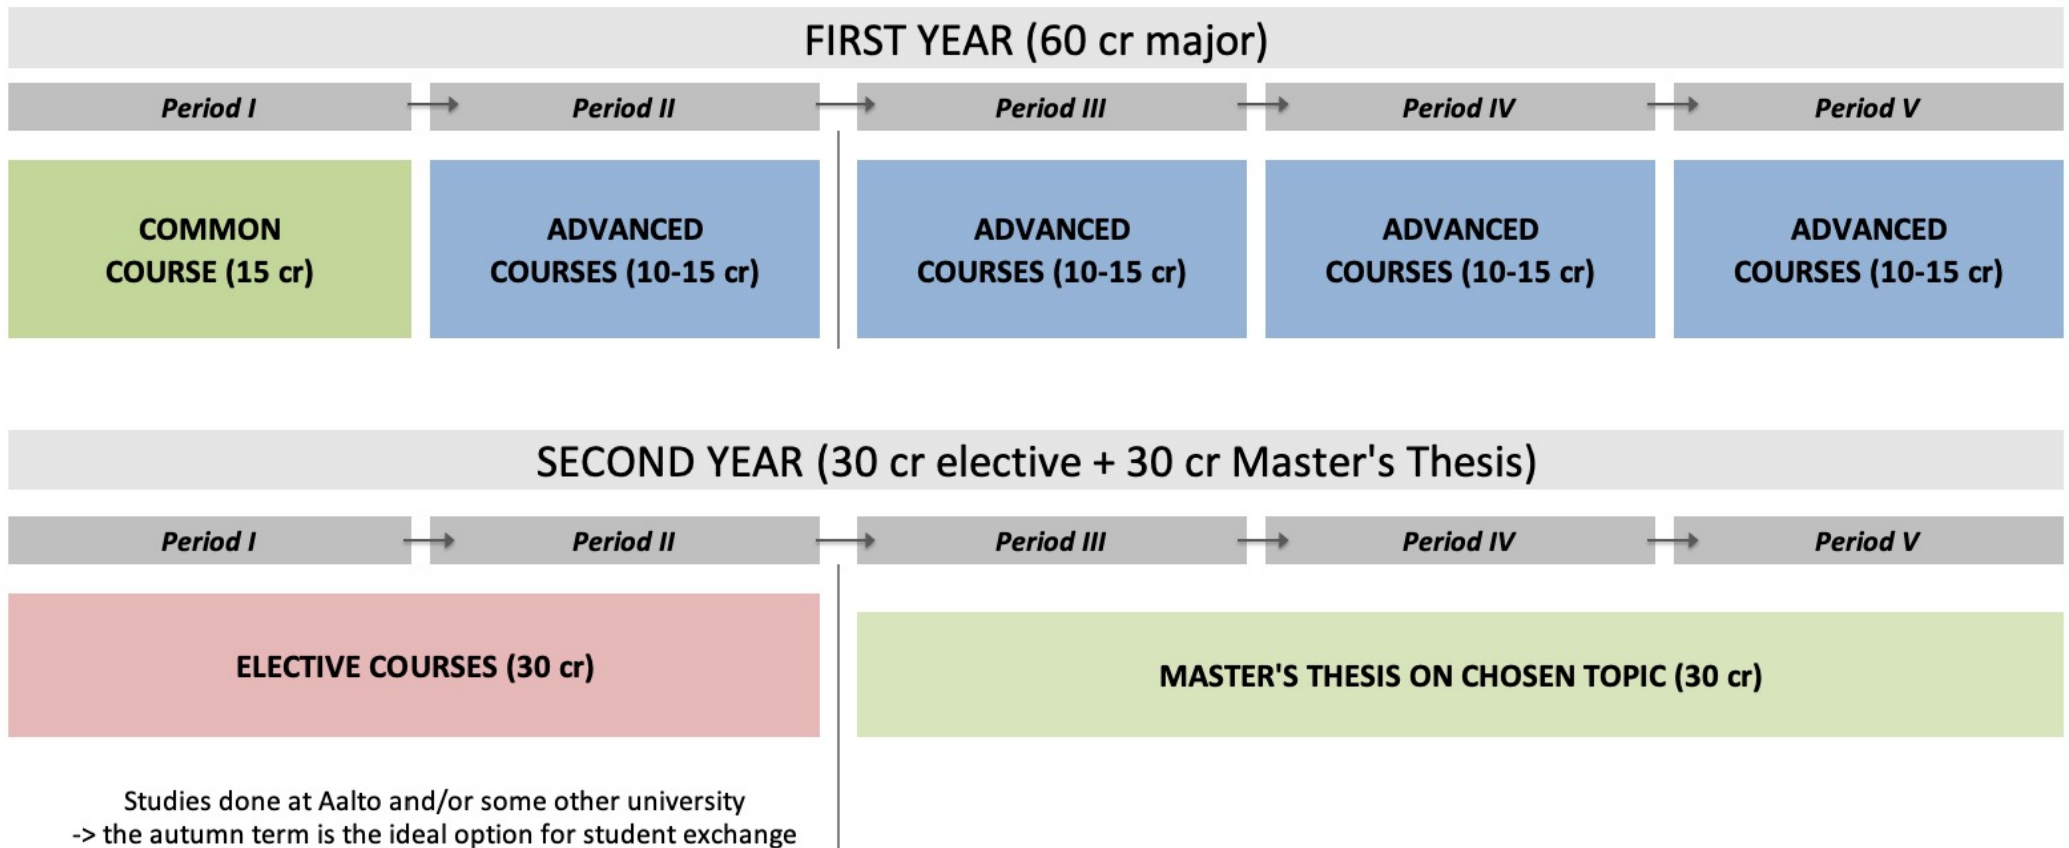 FIRST YEAR (60 cr major)
Period I
Period II
Period III
Period IV
Period V
COMMON
COURSE (15 cr)
ADVANCED
COURSES (10-15 cr)
ADVANCED
COURSES (10-15 cr)
ADVANCED
COURSES (10-15 cr)
ADVANCED
COURSES (10-15 cr)
SECOND YEAR (30 cr elective + 30 cr Master's Thesis)
Period I
Period II
Period III
Period IV
Period V
ELECTIVE COURSES (30 cr)
MASTER'S THESIS ON CHOSEN TOPIC (30 cr)
Studies done at Aalto and/or some other university
-> the autumn term is the ideal option for student exchange